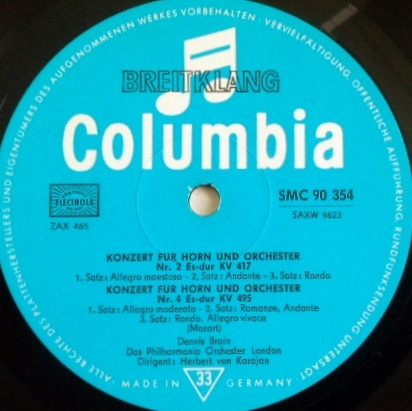 ALLE RECHTE DES PLATTENHERSTELLERS UND EIGENTÜMERS DES AUFGENOMMENEN WERKES VORBEHALTEN · VERVIELFÄLTIGUNG, ÖFFENTLICHE AUFFÜHRUNG, RUNDFUNKSENDUNG UNTERSAGT
BREITKLANG
Columbia
ELECTROLA
ZAX 465
SMC 90 354
SAXW 9623
KONZERT FÜR HORN UND ORCHESTER
Nr. 2 Es-dur KV 417
1. Satz: Allegro maestoso - 2. Satz: Andante - 3. Satz: Rondo
KONZERT FÜR HORN UND ORCHESTER
Nr. 4 Es-dur KV 495
1. Satz: Allegro moderato - 2. Satz: Romanze, Andante
3. Satz: Rondo, Allegro vivace
(Mozart)
Dennis Brain
Das Philharmonia Orchester London
Dirigent: Herbert von Karajan
MADE IN 33 GERMANY